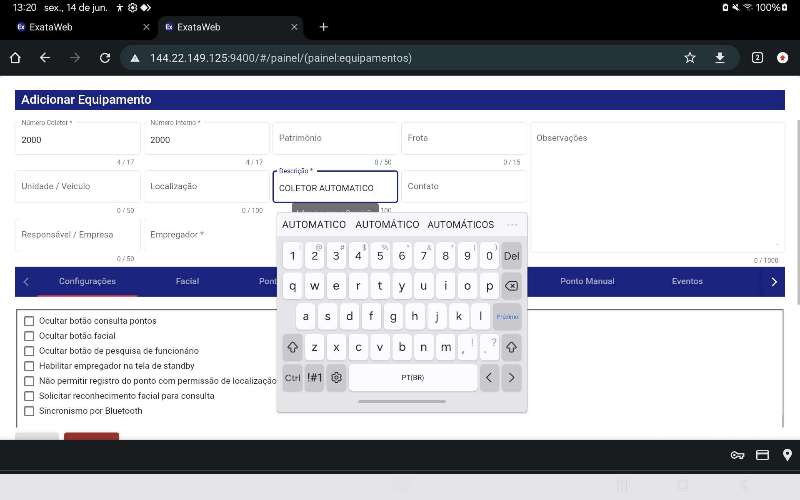 13:20 sex., 14 de jun. 100%
ExataWeb
ExataWeb
144.22.149.125:9400/#/painel/(painel:equipamentos)
2
Adicionar Equipamento
Número Coletor *
2000
4 / 17
Número Interno *
2000
4 / 17
Patrimônio
0 / 50
Frota
0 / 15
Observações
0 / 1000
Unidade / Veículo
0 / 50
Localização
0 / 100
Descrição *
COLETOR AUTOMATICO
100
Contato
Responsável / Empresa
0 / 50
Empregador *
AUTOMATICO AUTOMÁTICO AUTOMÁTICOS ...
1 2 3 4 5 6 7 8 9 0 Del
q w e r t y u i o p
a s d f g h j k l Próximo
z x c v b n m , .
Ctrl !#1 PT(BR) < >
Configurações Facial Pont Ponto Manual Eventos
Ocultar botão consulta pontos
Ocultar botão facial
Ocultar botão de pesquisa de funcionário
Habilitar empregador na tela de standby
Não permitir registro do ponto com permissão de localização
Solicitar reconhecimento facial para consulta
Sincronismo por Bluetooth